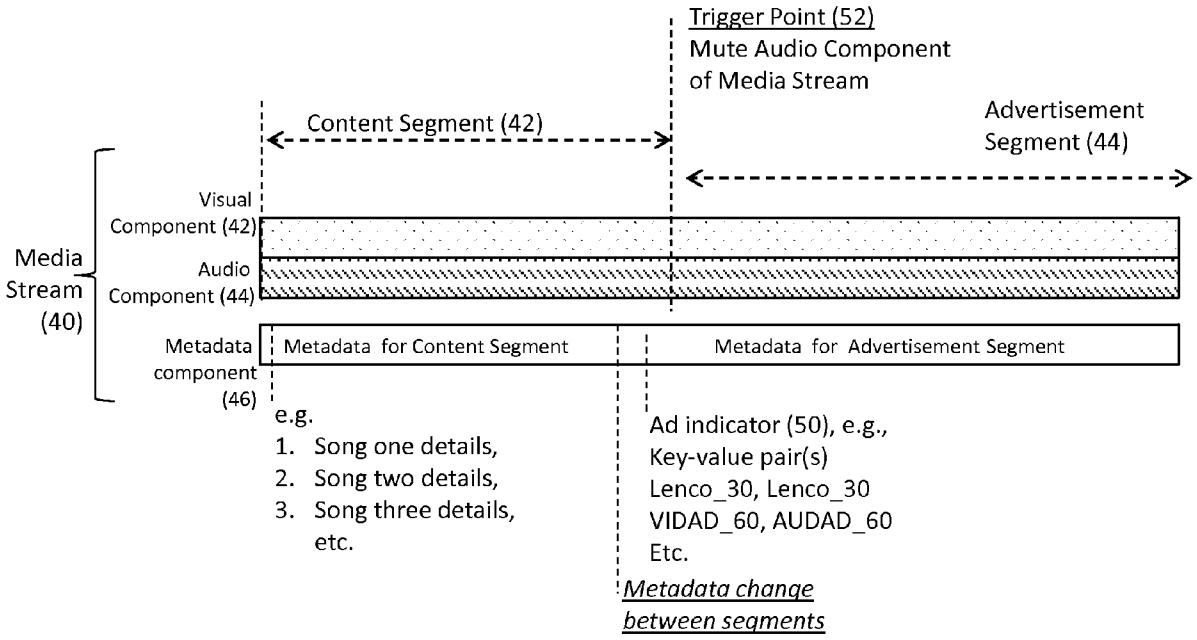 Trigger Point (52)
Mute Audio Component
of Media Stream
Content Segment (42)
Advertisement
Segment (44)
Visual
Component (42)
Media
Stream
(40)
Audio
Component (44)
Metadada
component
(46)
Metadata for Content Segment
Metadata for Advertisement Segment
e.g.
1. Song one details,
2. Song two details,
3. Song three details,
etc.
Ad indicator (50), e.g.,
Key-value pair(s)
Lenco_30, Lenco_30
VIDAD_60, AUDAD_60
Etc.
Metadata change
between segments